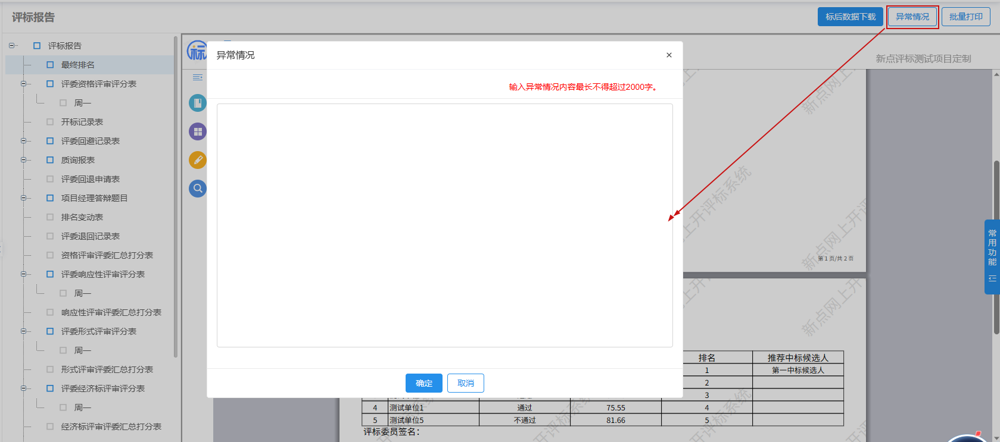 评标报告
标后数据下载
异常情况
批量打印
评标报告
最终排名
评委资格评审评分表
周一
开标记录表
评委回避记录表
质询报表
评委回退申请表
项目经理答辩题目
排名变动表
评委退回记录表
资格评审评委汇总打分表
评委响应性评审评分表
周一
响应性评审评委汇总打分表
评委形式评审评分表
周一
形式评审评委汇总打分表
评委经济标评审评分表
周一
经济标评审评委汇总打分表
标
新点评标测试项目定制
异常情况
×
输入异常情况内容最长不得超过2000字。
确定
取消
新点网上开评标系统
第 1 页/共 2 页
常用功能
排名 推荐中标候选人
1 第一中标候选人
2
3
4 测试单位1 通过 75.55 4
5 测试单位5 不通过 81.66 5
评标委员签名: